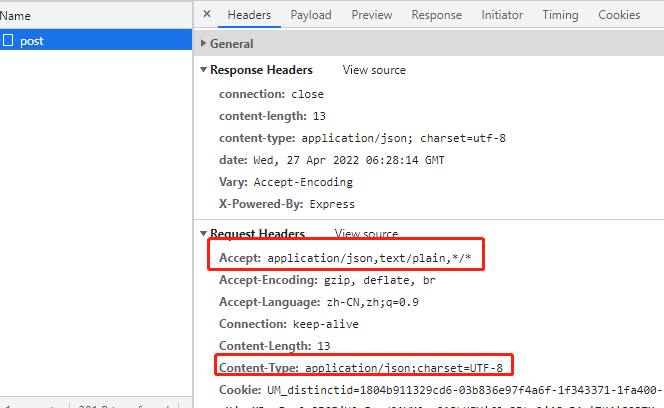 Name
post
× Headers Payload Preview Response Initiator Timing Cookies
General
Response Headers View source
connection: close
content-length: 13
content-type: application/json; charset=utf-8
date: Wed, 27 Apr 2022 06:28:14 GMT
Vary: Accept-Encoding
X-Powered-By: Express
Request Headers View source
Accept: application/json,text/plain,*/*
Accept-Encoding: gzip, deflate, br
Accept-Language: zh-CN,zh;q=0.9
Connection: keep-alive
Content-Length: 13
Content-Type: application/json;charset=UTF-8
Cookie: UM_distinctid=1804b911329cd6-03b836e97f4a6f-1f343371-1fa400-